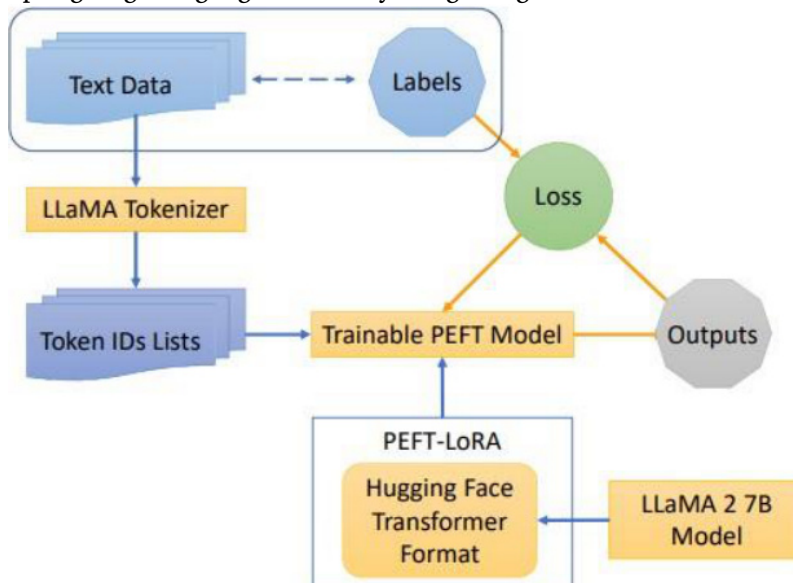 Text Data
Labels
LLaMA Tokenizer
Loss
Token IDs Lists
Trainable PEFT Model
Outputs
PEFT-LoRA
Hugging Face
Transformer
Format
LLaMA 2 7B
Model